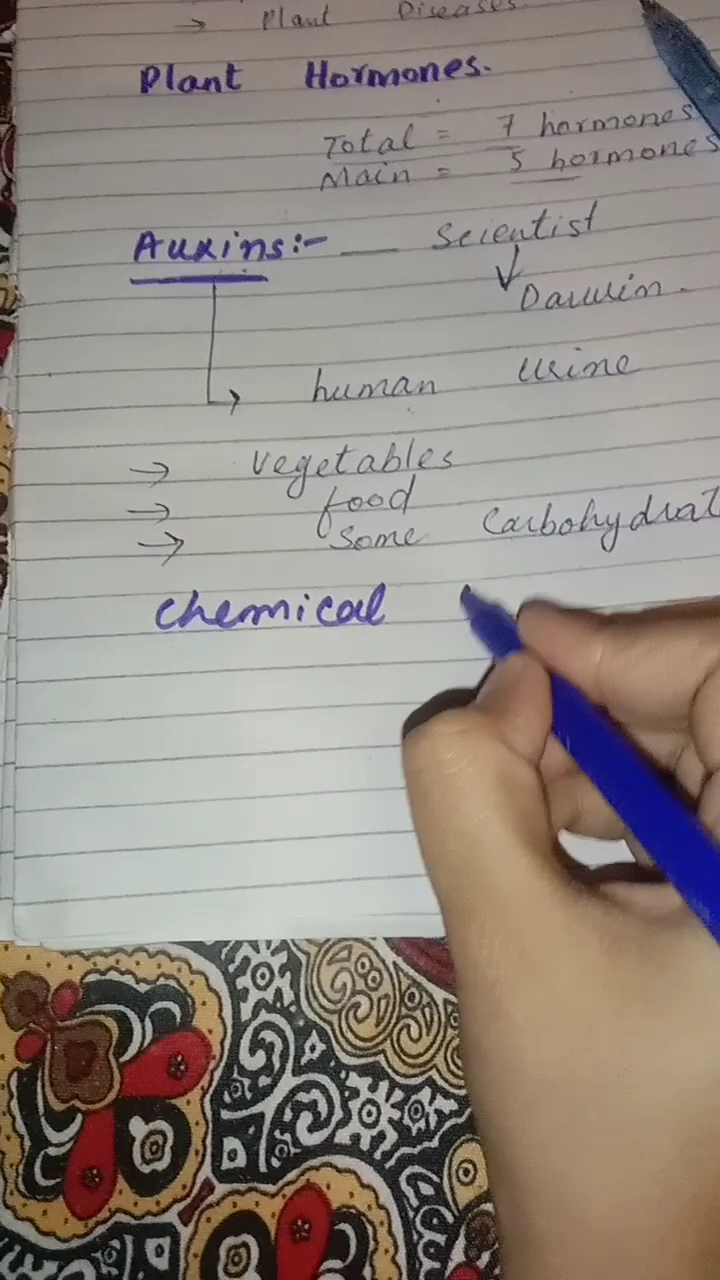 → Plant Diseases.
Plant Hormones.
Total = 7 hormones
Main = 5 hormones
Auxins:- — Scientist
↓
Darwin.
→ human urine
→ vegetables
→ food
→ Some Carbohydrat
chemical